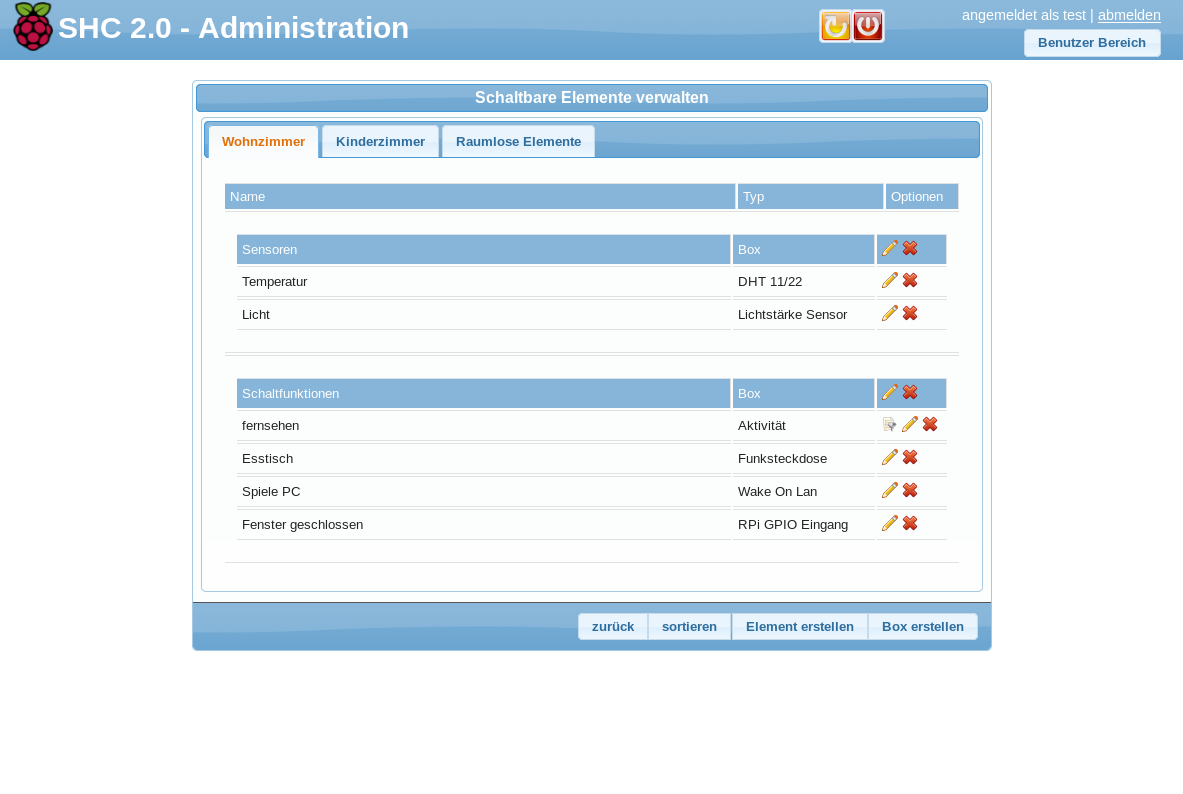 SHC 2.0 - Administration
angemeldet als test | abmelden
Benutzer Bereich
Schaltbare Elemente verwalten
Wohnzimmer Kinderzimmer Raumlose Elemente
Name Typ Optionen
Sensoren Box
Temperatur DHT 11/22
Licht Lichtstärke Sensor
Schaltfunktionen Box
fernsehen Aktivität
Esstisch Funksteckdose
Spiele PC Wake On Lan
Fenster geschlossen RPi GPIO Eingang
zurück sortieren Element erstellen Box erstellen